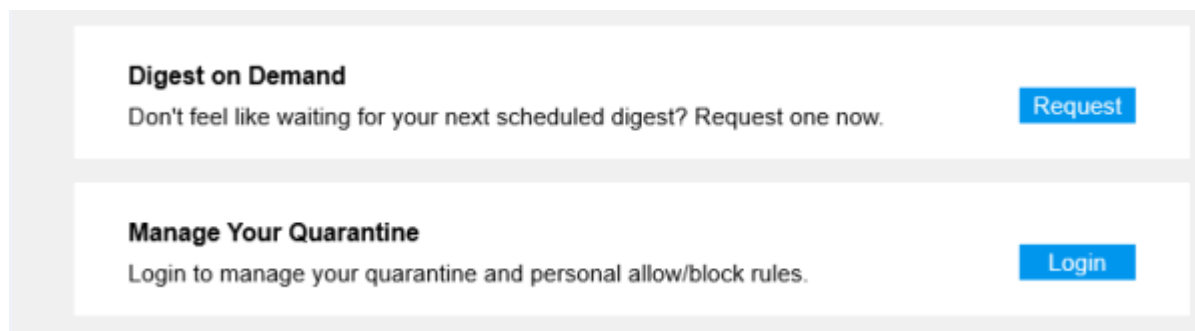 Digest on Demand
Don't feel like waiting for your next scheduled digest? Request one now.
Request
Manage Your Quarantine
Login to manage your quarantine and personal allow/block rules.
Login